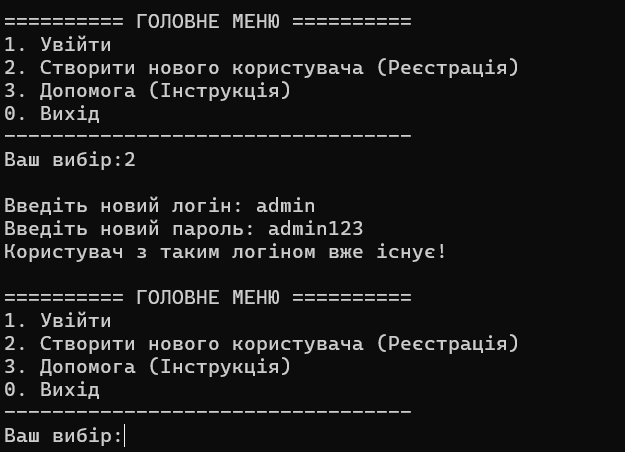 ========== ГОЛОВНЕ МЕНЮ ==========
1. Увійти
2. Створити нового користувача (Реєстрація)
3. Допомога (Інструкція)
0. Вихід
----------------------------------
Ваш вибір:2
Введіть новий логін: admin
Введіть новий пароль: admin123
Користувач з таким логіном вже існує!
========== ГОЛОВНЕ МЕНЮ ==========
1. Увійти
2. Створити нового користувача (Реєстрація)
3. Допомога (Інструкція)
0. Вихід
----------------------------------
Ваш вибір: